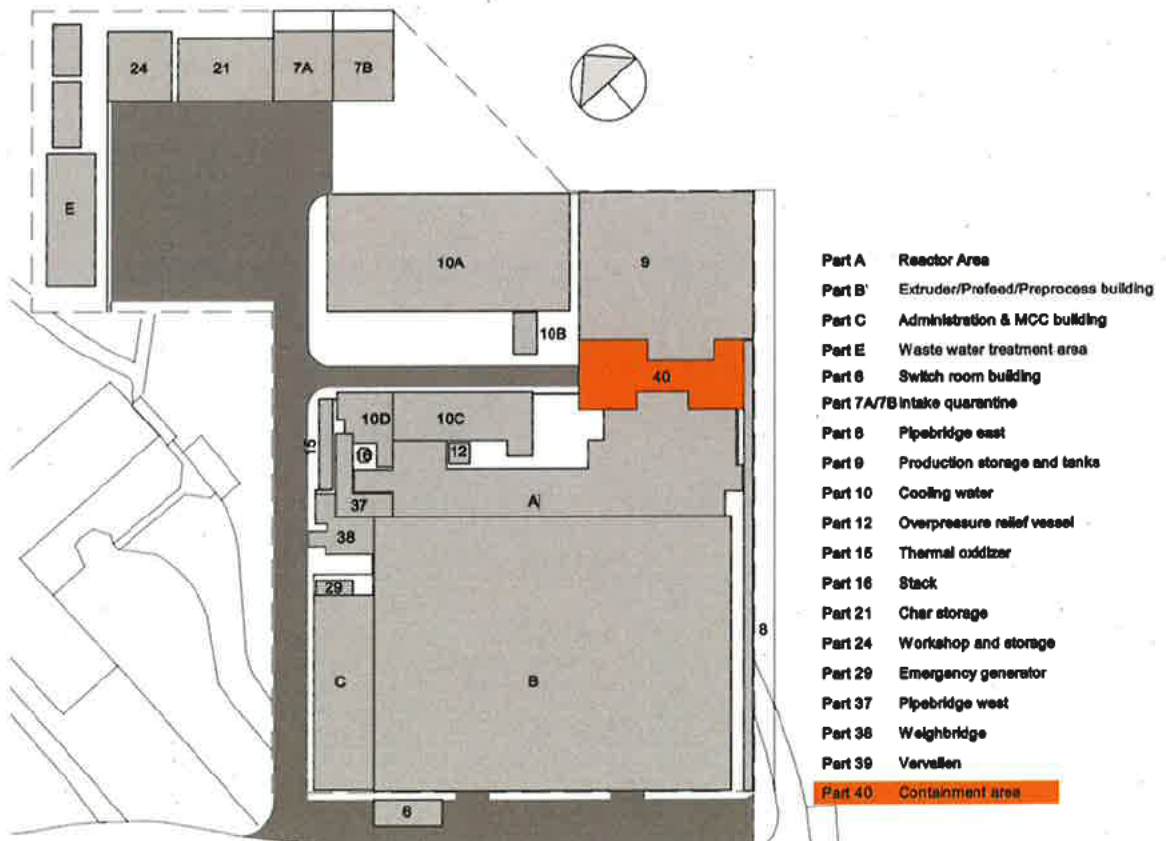 24
21
7A
7B
E
10A
9
10B
40
10D
10C
15
16
12
A
37
38
29
8
C
B
6
Part A Reactor Area
Part B' Extruder/Prefeed/Preprocess building
Part C Administration & MCC building
Part E Waste water treatment area
Part 6 Switch room building
Part 7A/7B Intake quarantine
Part 8 Pipebridge east
Part 9 Production storage and tanks
Part 10 Cooling water
Part 12 Overpressure relief vessel
Part 15 Thermal oxidizer
Part 16 Stack
Part 21 Char storage
Part 24 Workshop and storage
Part 29 Emergency generator
Part 37 Pipebridge west
Part 38 Weighbridge
Part 39 Vervallen
Part 40 Containment area